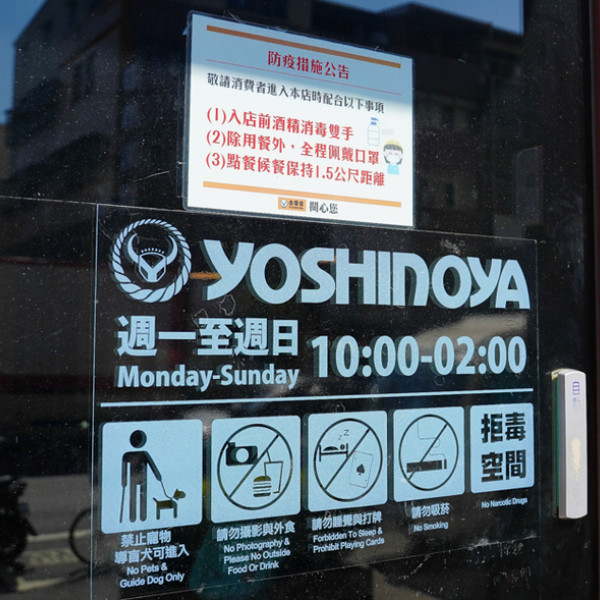 防疫措施公告
敬請消費者進入本店時配合以下事項
(1)入店前酒精消毒雙手
(2)除用餐外，全程佩戴口罩
(3)點餐候餐保持1.5公尺距離
吉野家 關心您
YOSHINOYA
週一至週日
Monday-Sunday
10:00-02:00
禁止寵物
導盲犬可進入
No Pets &
Guide Dog Only
請勿攝影與外食
No Photography &
Please No Outside
Food Or Drink
請勿睡覺與打牌
Forbidden To Sleep &
Prohibit Playing Cards
請勿吸菸
No Smoking
拒毒
空間
No Narcotic Drugs
自動